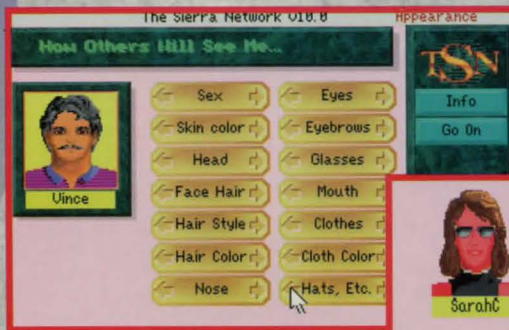 The Sierra Network V10.0
Appearance
How Others Will See Me...
TSN
Info
Go On
Vince
Sex
Eyes
Skin color
Eyebrows
Head
Glasses
Face Hair
Mouth
Hair Style
Clothes
Hair Color
Cloth Color
Nose
Hats, Etc.
SarahC